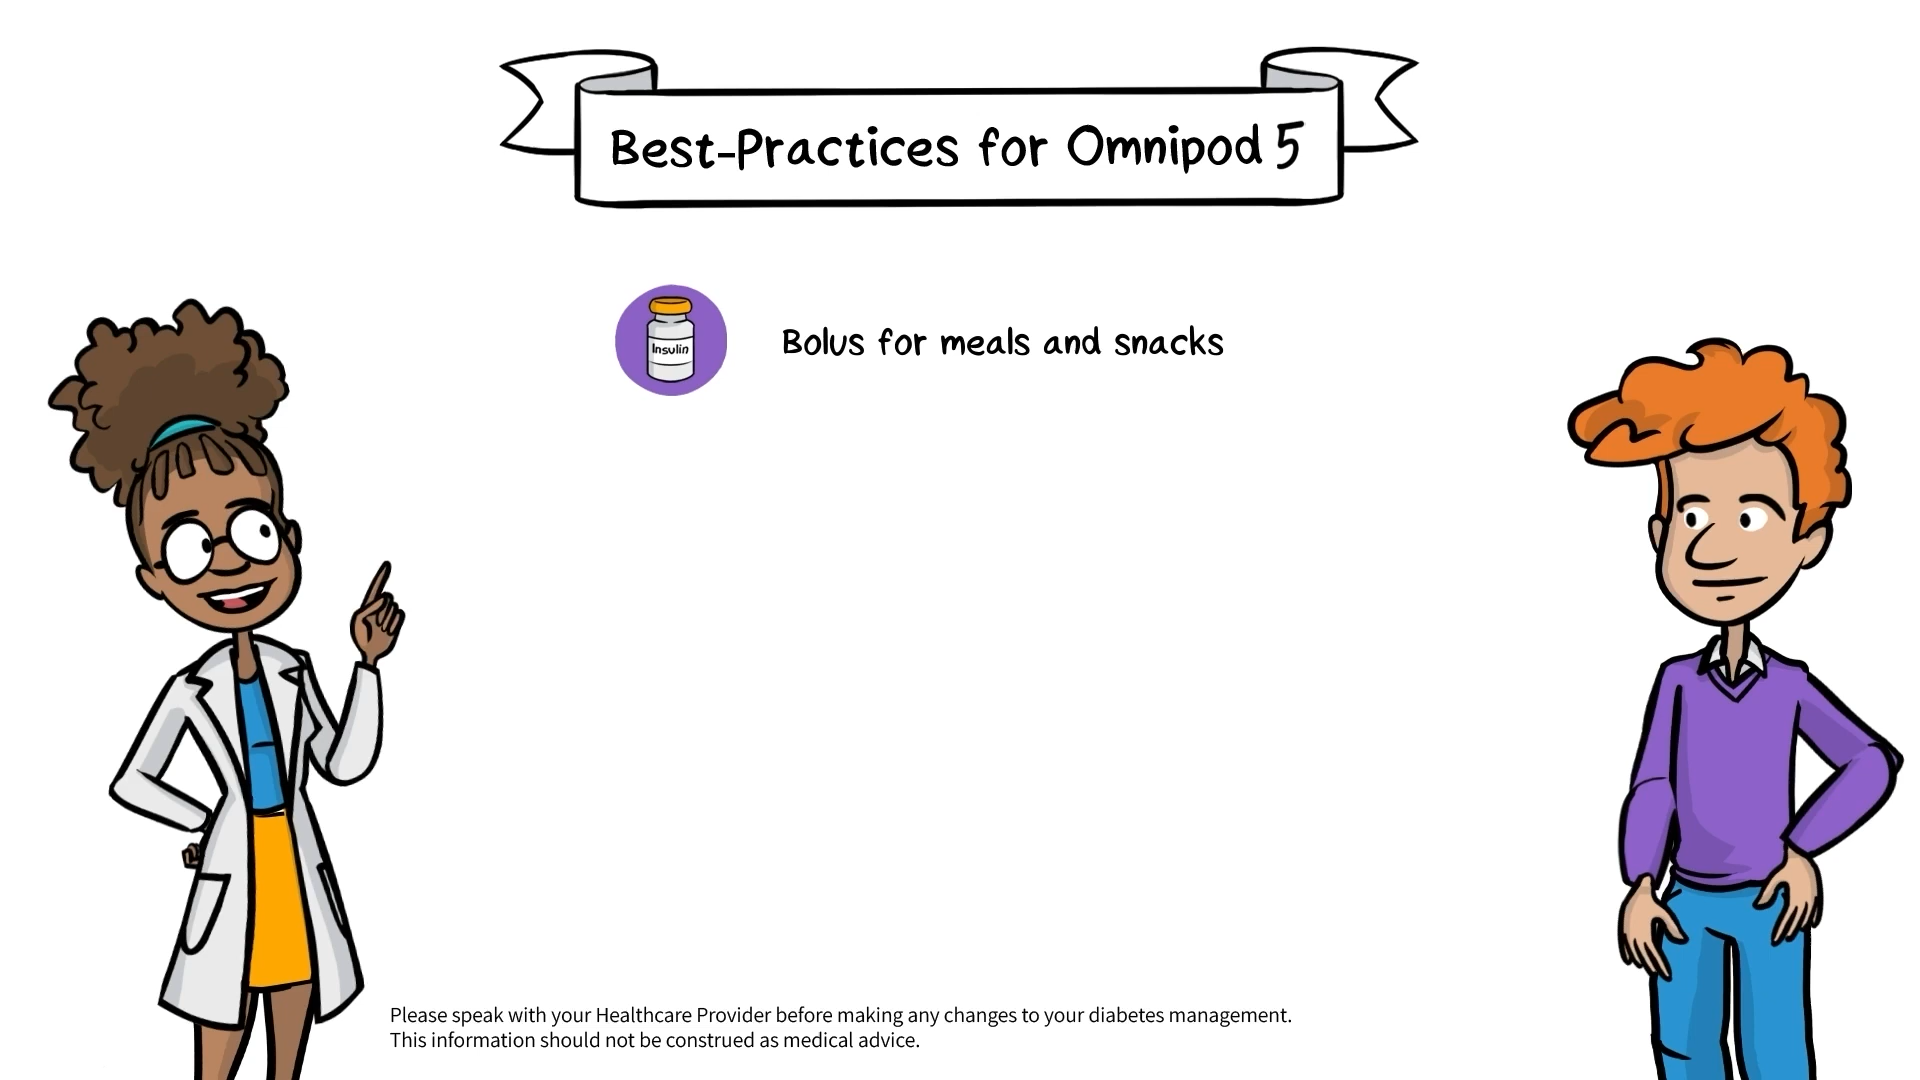 Best-Practices for Omnipod 5
Insulin
Bolus for meals and snacks
Please speak with your Healthcare Provider before making any changes to your diabetes management.
This information should not be construed as medical advice.